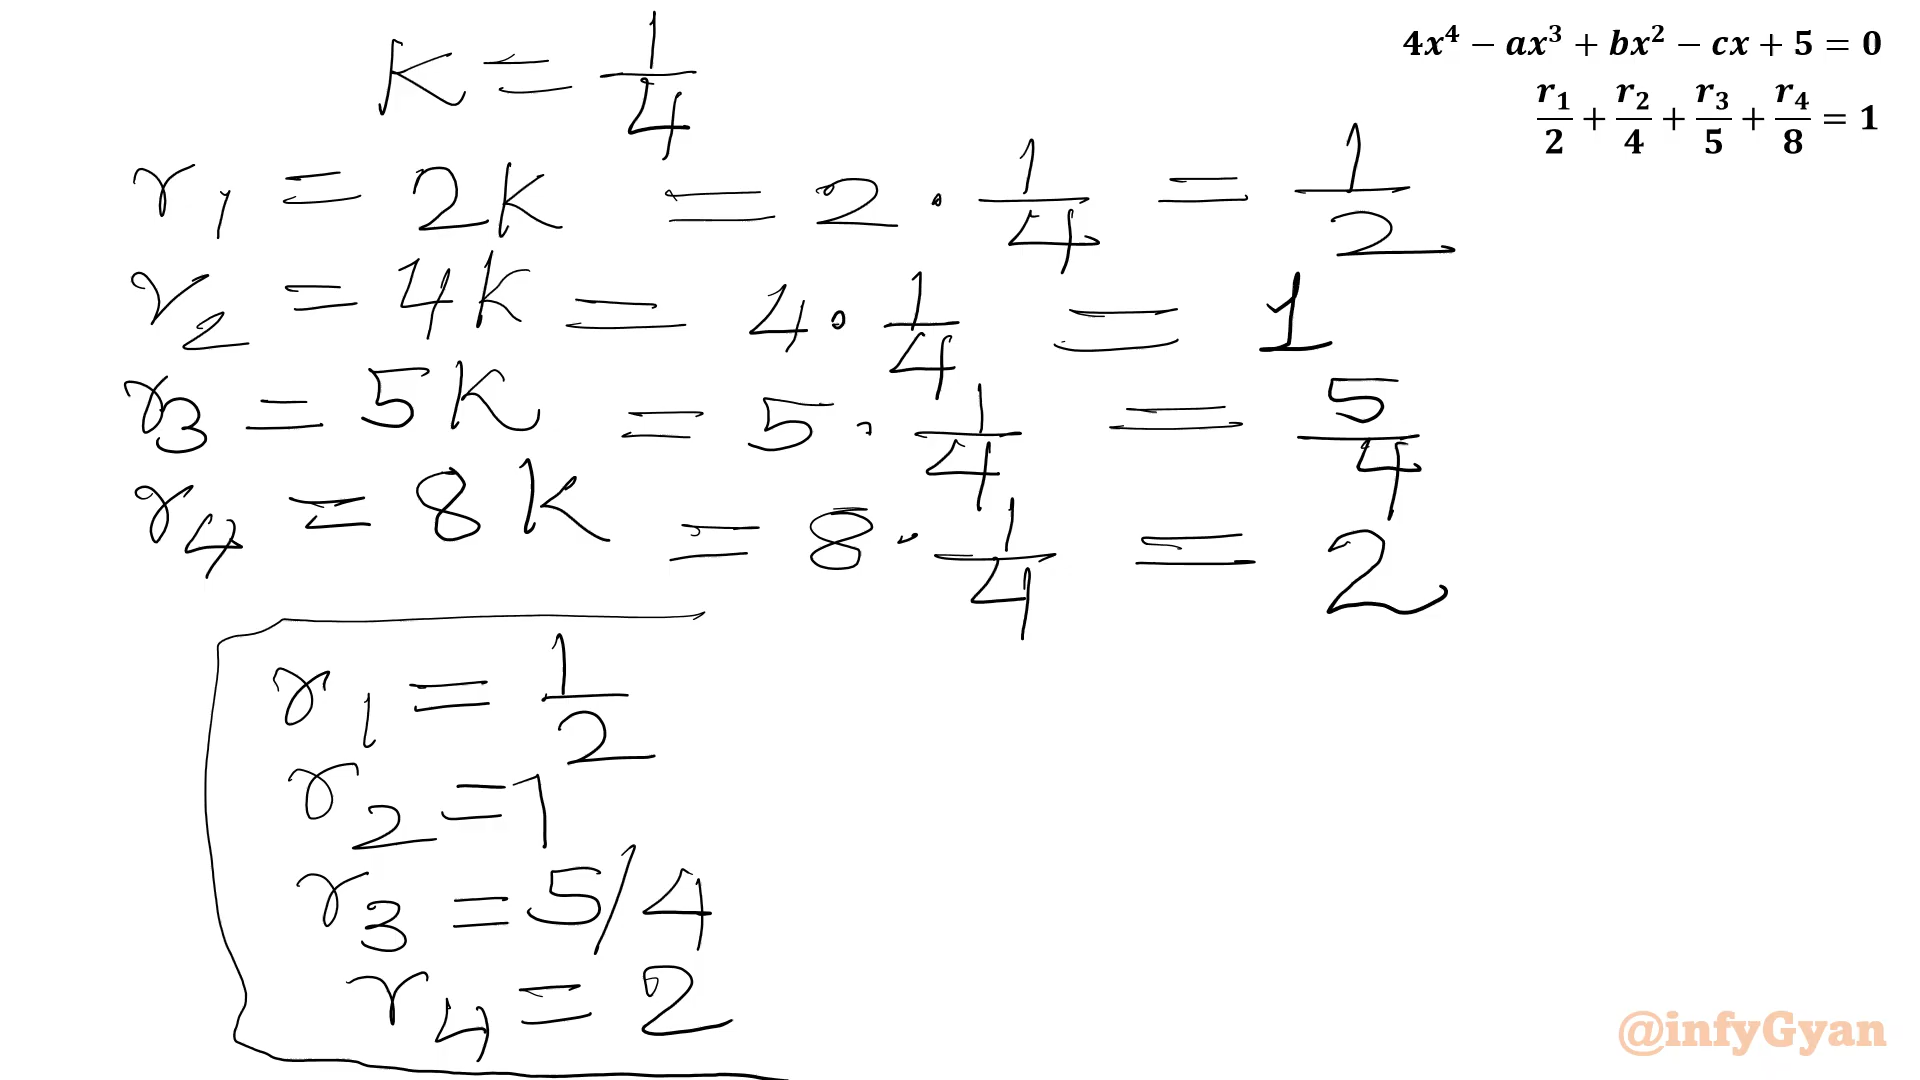 4x⁴ − ax³ + bx² − cx + 5 = 0
r₁/2 + r₂/4 + r₃/5 + r₄/8 = 1
K = 1/4
r₁ = 2K = 2 · 1/4 = 1/2
r₂ = 4K = 4 · 1/4 = 1
r₃ = 5K = 5 · 1/4 = 5/4
r₄ = 8K = 8 · 1/4 = 2
r₁ = 1/2
r₂ = 1
r₃ = 5/4
r₄ = 2
@infyGyan